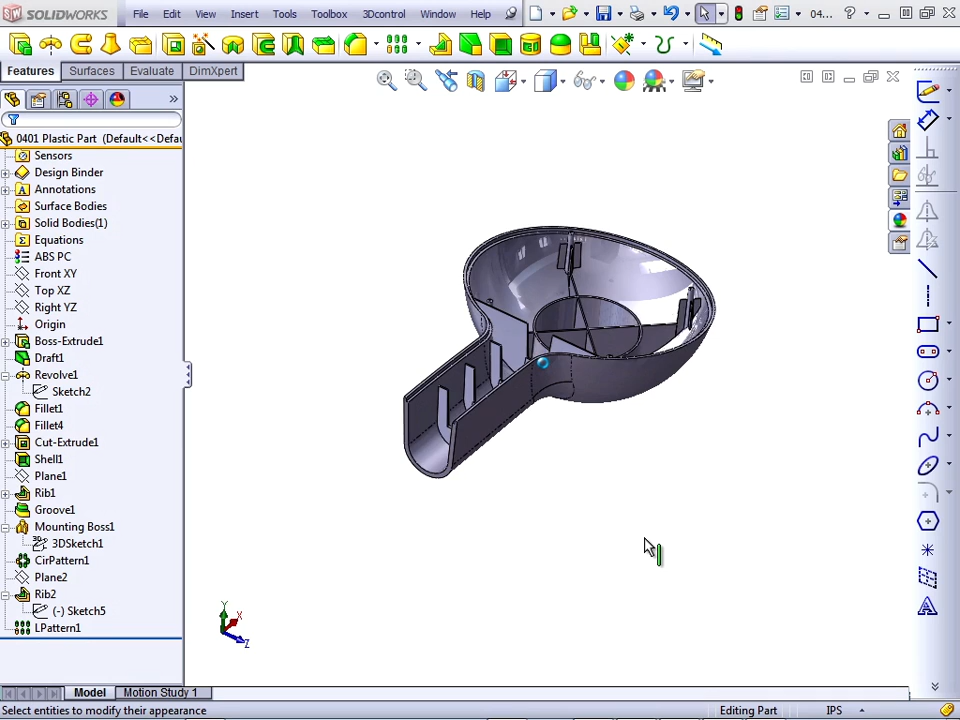 SOLIDWORKS File Edit View Insert Tools Toolbox 3Dcontrol Window Help 04... ?
Features Surfaces Evaluate DimXpert
0401 Plastic Part (Default<<Defau
Sensors
Design Binder
Annotations
Surface Bodies
Solid Bodies(1)
Equations
ABS PC
Front XY
Top XZ
Right YZ
Origin
Boss-Extrude1
Draft1
Revolve1
Sketch2
Fillet1
Fillet4
Cut-Extrude1
Shell1
Plane1
Rib1
Groove1
Mounting Boss1
3DSketch1
CirPattern1
Plane2
Rib2
(-) Sketch5
LPattern1
Y
X
Z
Model Motion Study 1
Select entities to modify their appearance Editing Part IPS